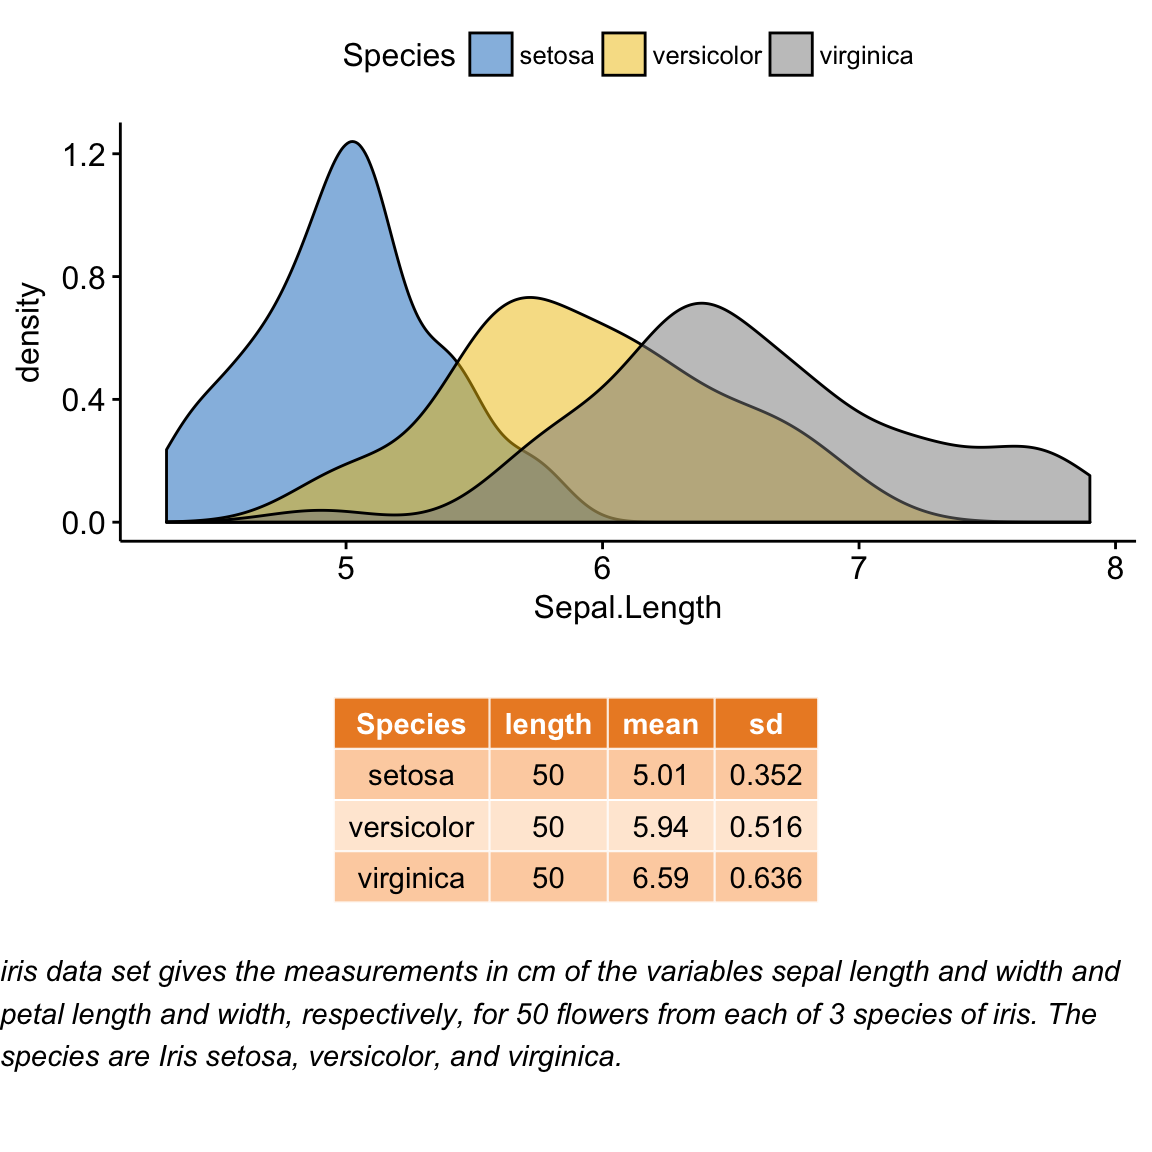 Species setosa versicolor virginica
1.2
0.8
0.4
0.0
density
5 6 7 8
Sepal.Length
Species length mean sd
setosa 50 5.01 0.352
versicolor 50 5.94 0.516
virginica 50 6.59 0.636
iris data set gives the measurements in cm of the variables sepal length and width and
petal length and width, respectively, for 50 flowers from each of 3 species of iris. The
species are Iris setosa, versicolor, and virginica.